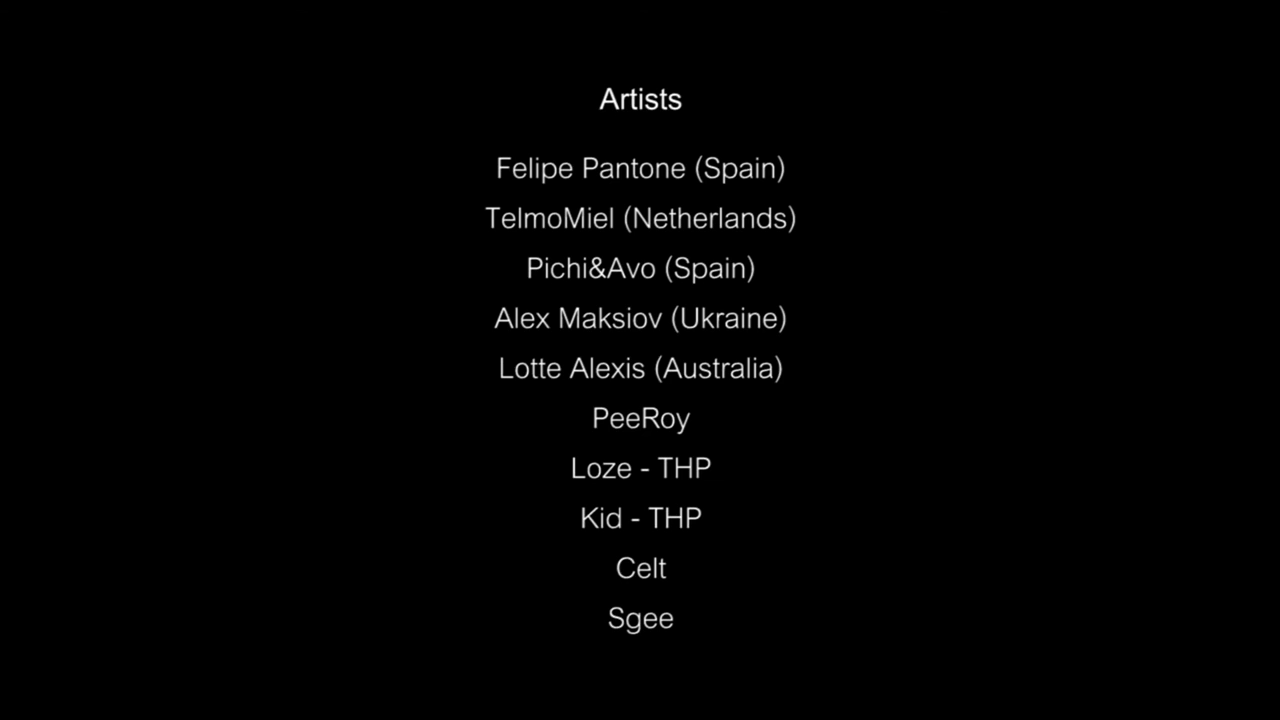 Artists
Felipe Pantone (Spain)
TelmoMiel (Netherlands)
Pichi&Avo (Spain)
Alex Maksiov (Ukraine)
Lotte Alexis (Australia)
PeeRoy
Loze - THP
Kid - THP
Celt
Sgee